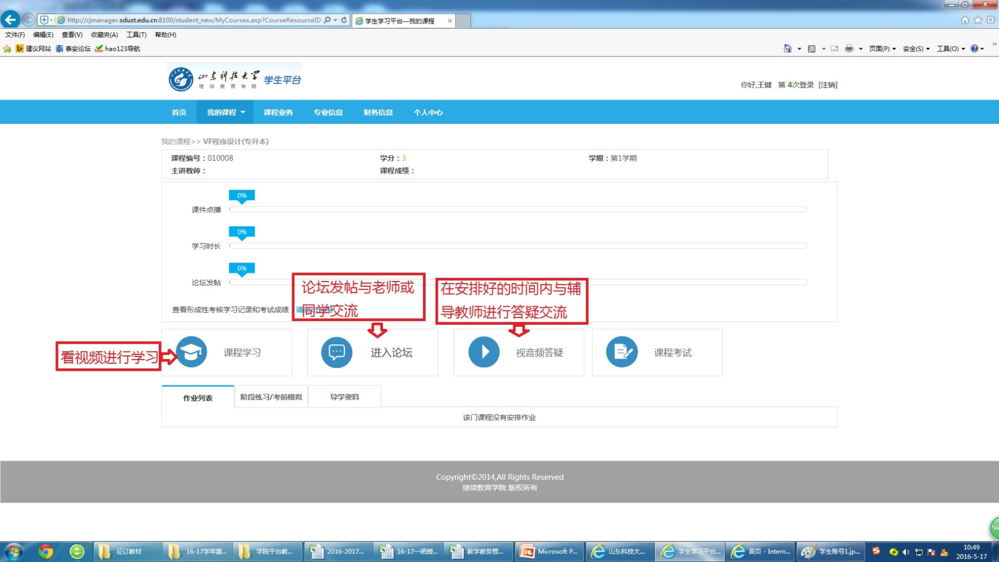 http://cjmanager.sdust.edu.cn:8100/student_new/MyCourses.asp?CourseResourceID
学生学习平台—我的课程
文件(F) 编辑(E) 查看(V) 收藏夹(A) 工具(T) 帮助(H)
建议网站 泰安论坛 hao123导航
页面(P) 安全(S) 工具(O)
山东科技大学 学生平台
继续教育学院
你好,王键 第 4次登录 [注销]
首页 我的课程 课程业务 专业信息 财务信息 个人中心
我的课程>> VF程序设计(专升本)
课程编号：010008 学分：3 学期：第1学期
主讲教师： 课程成绩：
0%
课件点播
0%
学习时长
0%
论坛发帖
论坛发帖与老师或
同学交流
在安排好的时间内与辅
导教师进行答疑交流
查看形成性考核学习记录和考试成绩
看视频进行学习
课程学习 进入论坛 视音频答疑 课程考试
作业列表 阶段练习/考前模拟 导学资料
该门课程没有安排作业
Copyright©2014,All Rights Reserved
继续教育学院 版权所有
56
征订教材 16-17学年第... 学院平台教... 2016-2017... 16-17—函授... 教学教务管... Microsoft P... 山东科技大... 学生学习平台... 首页 - Intern... 学生账号1.jp...
10:49
2016-5-17